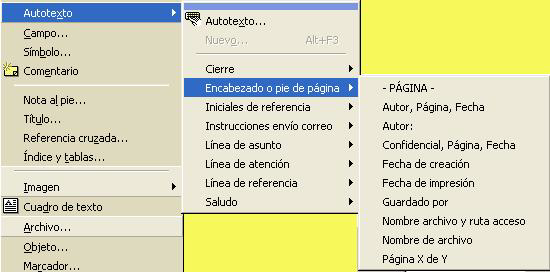 Autotexto
Campo...
Símbolo...
Comentario
Nota al pie...
Título...
Referencia cruzada...
Índice y tablas...
Imagen
Cuadro de texto
Archivo...
Objeto...
Marcador...
Autotexto...
Nuevo... Alt+F3
Cierre
Encabezado o pie de página
Iniciales de referencia
Instrucciones envío correo
Línea de asunto
Línea de atención
Línea de referencia
Saludo
- PÁGINA -
Autor, Página, Fecha
Autor:
Confidencial, Página, Fecha
Fecha de creación
Fecha de impresión
Guardado por
Nombre archivo y ruta acceso
Nombre de archivo
Página X de Y